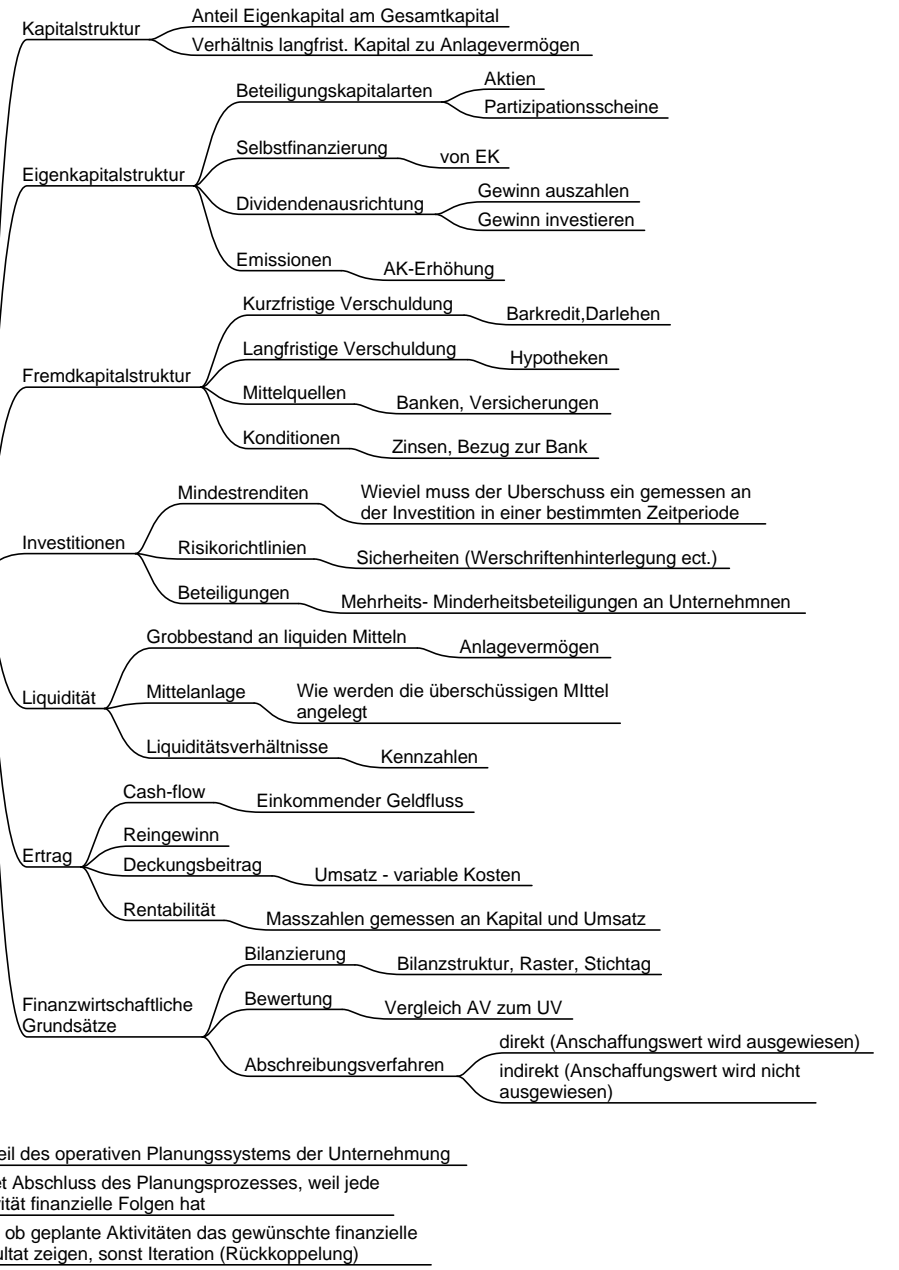 Kapitalstruktur
Anteil Eigenkapital am Gesamtkapital
Verhältnis langfrist. Kapital zu Anlagevermögen
Eigenkapitalstruktur
Beteiligungskapitalarten
Aktien
Partizipationsscheine
Selbstfinanzierung
von EK
Dividendenausrichtung
Gewinn auszahlen
Gewinn investieren
Emissionen
AK-Erhöhung
Fremdkapitalstruktur
Kurzfristige Verschuldung
Barkredit,Darlehen
Langfristige Verschuldung
Hypotheken
Mittelquellen
Banken, Versicherungen
Konditionen
Zinsen, Bezug zur Bank
Investitionen
Mindestrenditen
Wieviel muss der Uberschuss ein gemessen an
der Investition in einer bestimmten Zeitperiode
Risikorichtlinien
Sicherheiten (Werschriftenhinterlegung ect.)
Beteiligungen
Mehrheits- Minderheitsbeteiligungen an Unternehmnen
Liquidität
Grobbestand an liquiden Mitteln
Anlagevermögen
Mittelanlage
Wie werden die überschüssigen MIttel
angelegt
Liquiditätsverhältnisse
Kennzahlen
Ertrag
Cash-flow
Einkommender Geldfluss
Reingewinn
Deckungsbeitrag
Umsatz - variable Kosten
Rentabilität
Masszahlen gemessen an Kapital und Umsatz
Finanzwirtschaftliche
Grundsätze
Bilanzierung
Bilanzstruktur, Raster, Stichtag
Bewertung
Vergleich AV zum UV
Abschreibungsverfahren
direkt (Anschaffungswert wird ausgewiesen)
indirekt (Anschaffungswert wird nicht
ausgewiesen)
eil des operativen Planungssystems der Unternehmung
et Abschluss des Planungsprozesses, weil jede
ität finanzielle Folgen hat
ob geplante Aktivitäten das gewünschte finanzielle
ultat zeigen, sonst Iteration (Rückkoppelung)